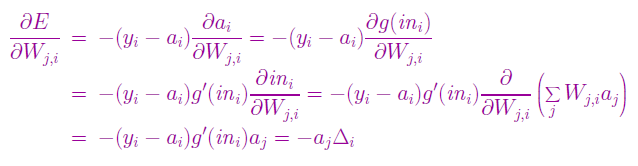 ∂E/∂W_{j,i} = −(y_i − a_i) ∂a_i/∂W_{j,i} = −(y_i − a_i) ∂g(in_i)/∂W_{j,i}
= −(y_i − a_i)g′(in_i) ∂in_i/∂W_{j,i} = −(y_i − a_i)g′(in_i) ∂/∂W_{j,i} (∑_j W_{j,i}a_j)
= −(y_i − a_i)g′(in_i)a_j = −a_jΔ_i